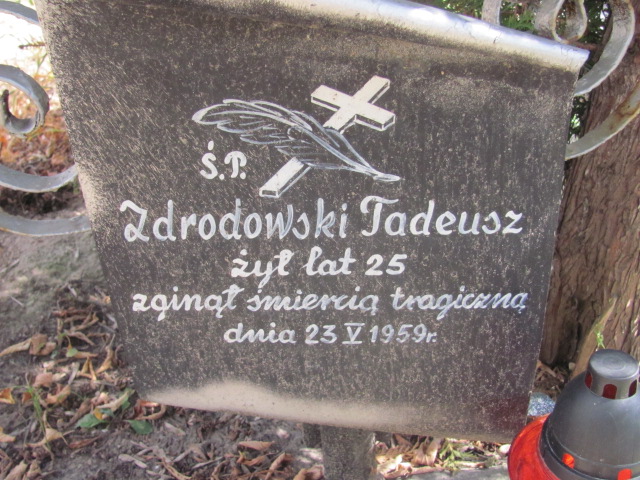 Ś.P.
Zdrodowski Tadeusz
żył lat 25
zginął śmiercią tragiczną
dnia 23 V 1959r.